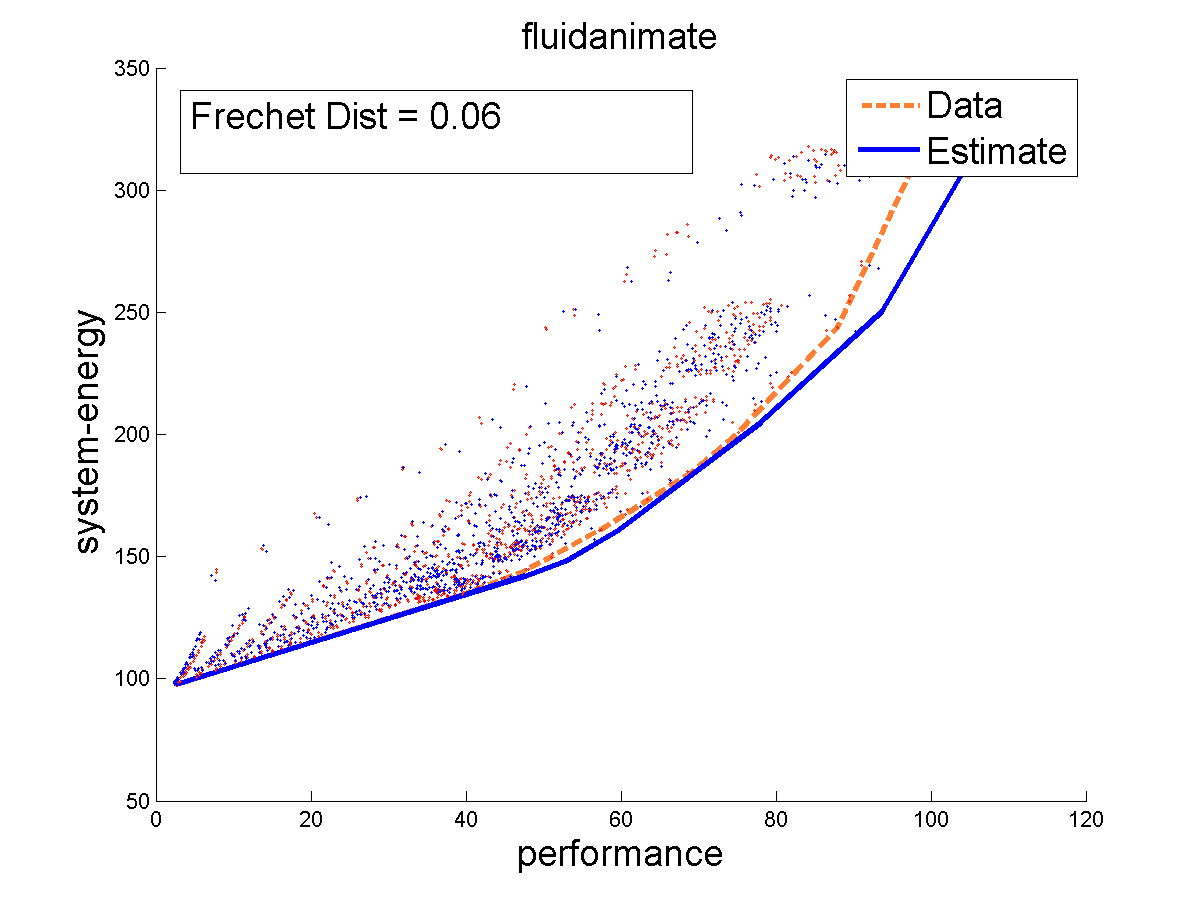 fluidanimate
Frechet Dist = 0.06
Data
Estimate
system-energy
350
300
250
200
150
100
50
0 20 40 60 80 100 120
performance